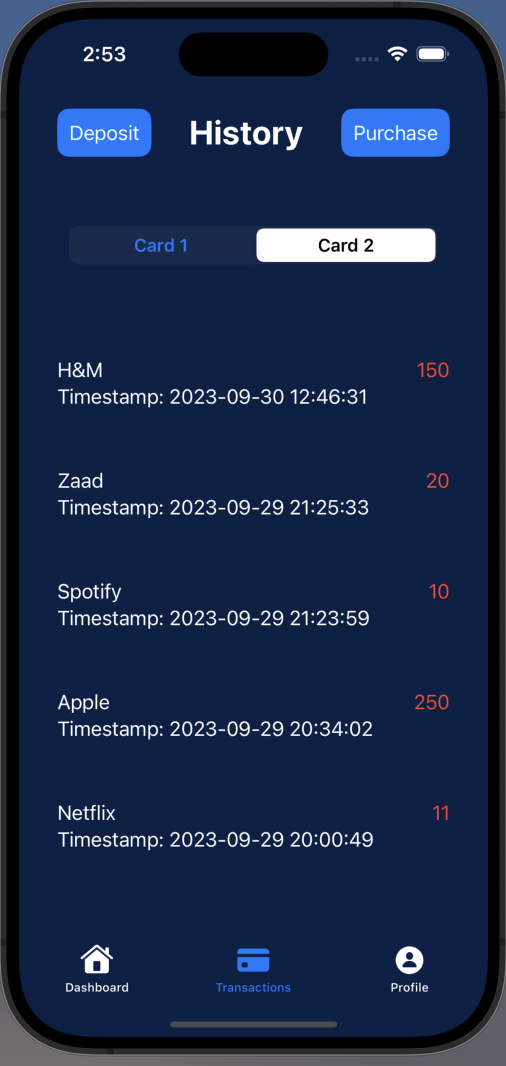 2:53
Deposit
History
Purchase
Card 1
Card 2
H&M
150
Timestamp: 2023-09-30 12:46:31
Zaad
20
Timestamp: 2023-09-29 21:25:33
Spotify
10
Timestamp: 2023-09-29 21:23:59
Apple
250
Timestamp: 2023-09-29 20:34:02
Netflix
11
Timestamp: 2023-09-29 20:00:49
Dashboard
Transactions
Profile